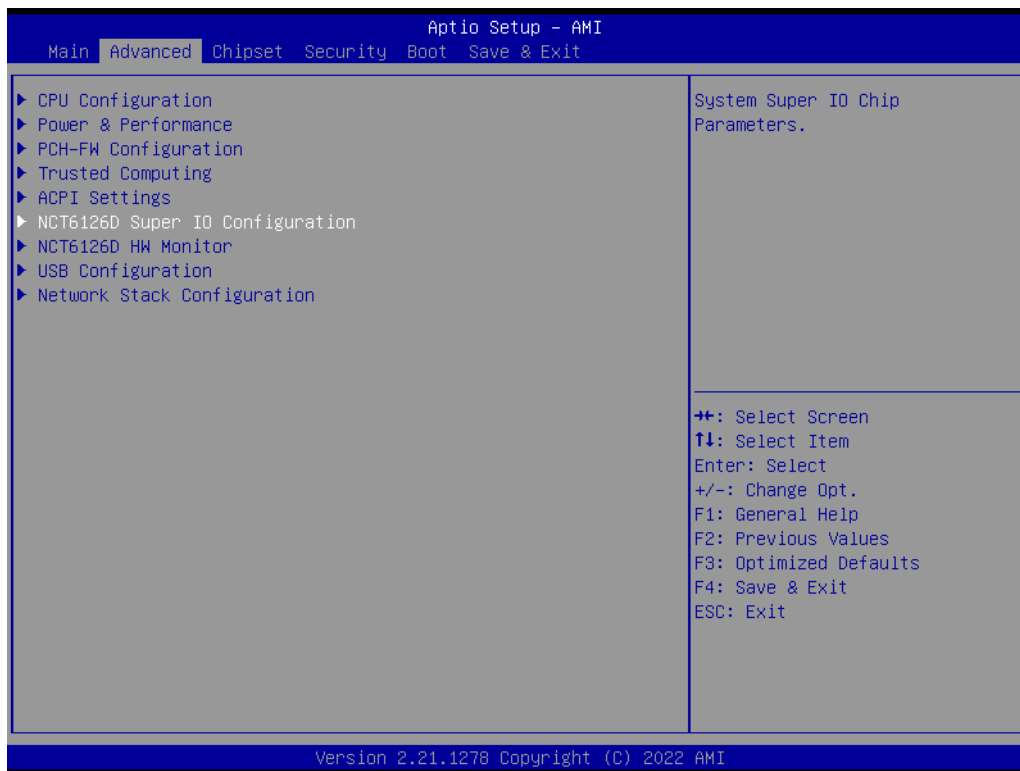 Aptio Setup – AMI
Main Advanced Chipset Security Boot Save & Exit
CPU Configuration
Power & Performance
PCH-FW Configuration
Trusted Computing
ACPI Settings
NCT6126D Super IO Configuration
NCT6126D HW Monitor
USB Configuration
Network Stack Configuration
System Super IO Chip
Parameters.
→←: Select Screen
↑↓: Select Item
Enter: Select
+/-: Change Opt.
F1: General Help
F2: Previous Values
F3: Optimized Defaults
F4: Save & Exit
ESC: Exit
Version 2.21.1278 Copyright (C) 2022 AMI